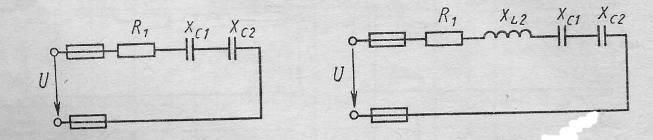 R1 XC1 XC2
U
R1 XL2 XC1 XC2
U